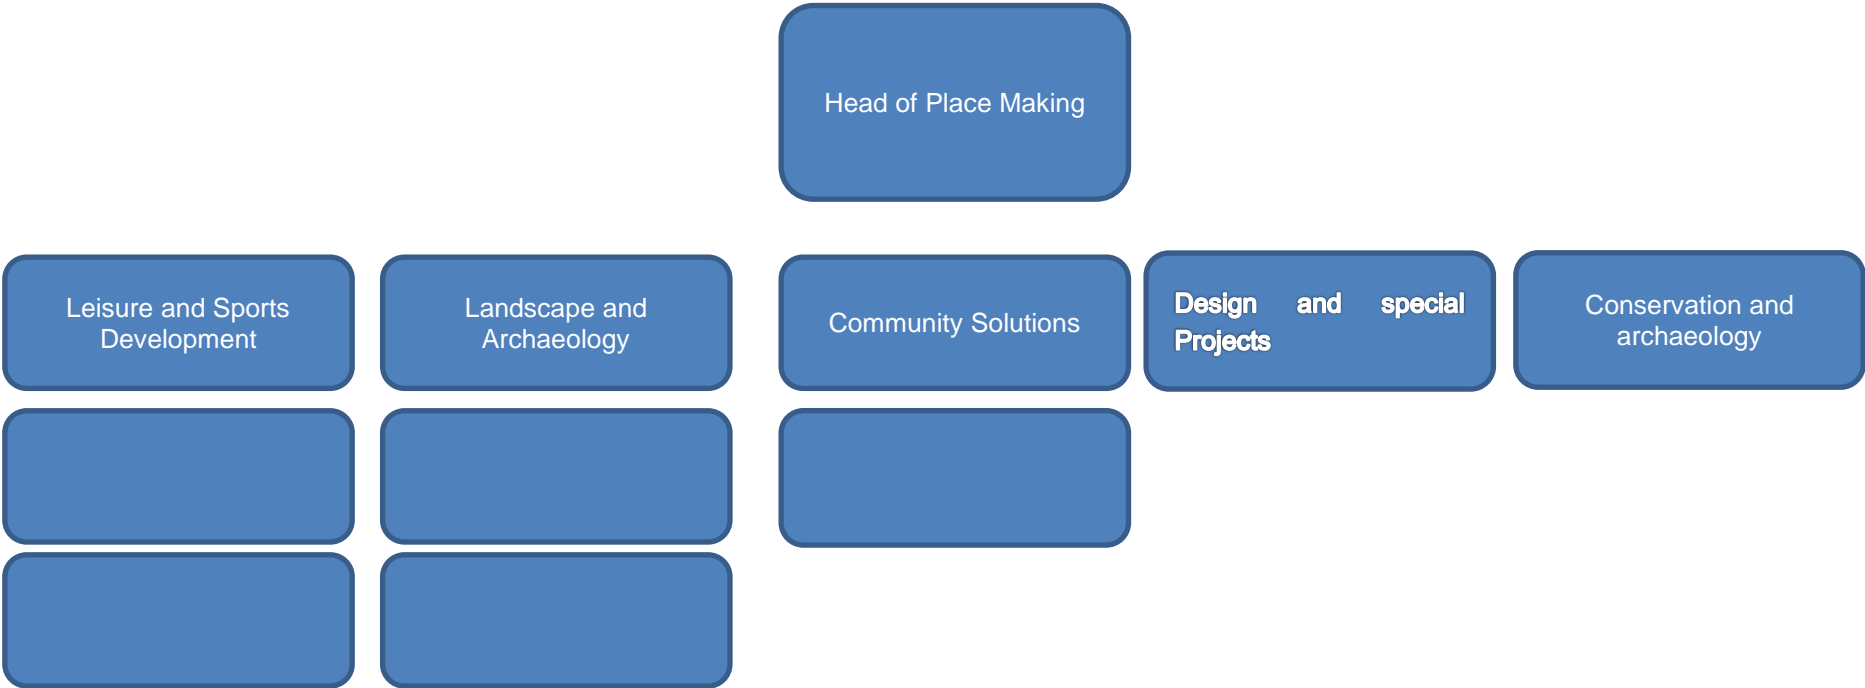 Head of Place Making
Leisure and Sports
Development
Landscape and
Archaeology
Community Solutions
Design and special
Projects
Conservation and
archaeology